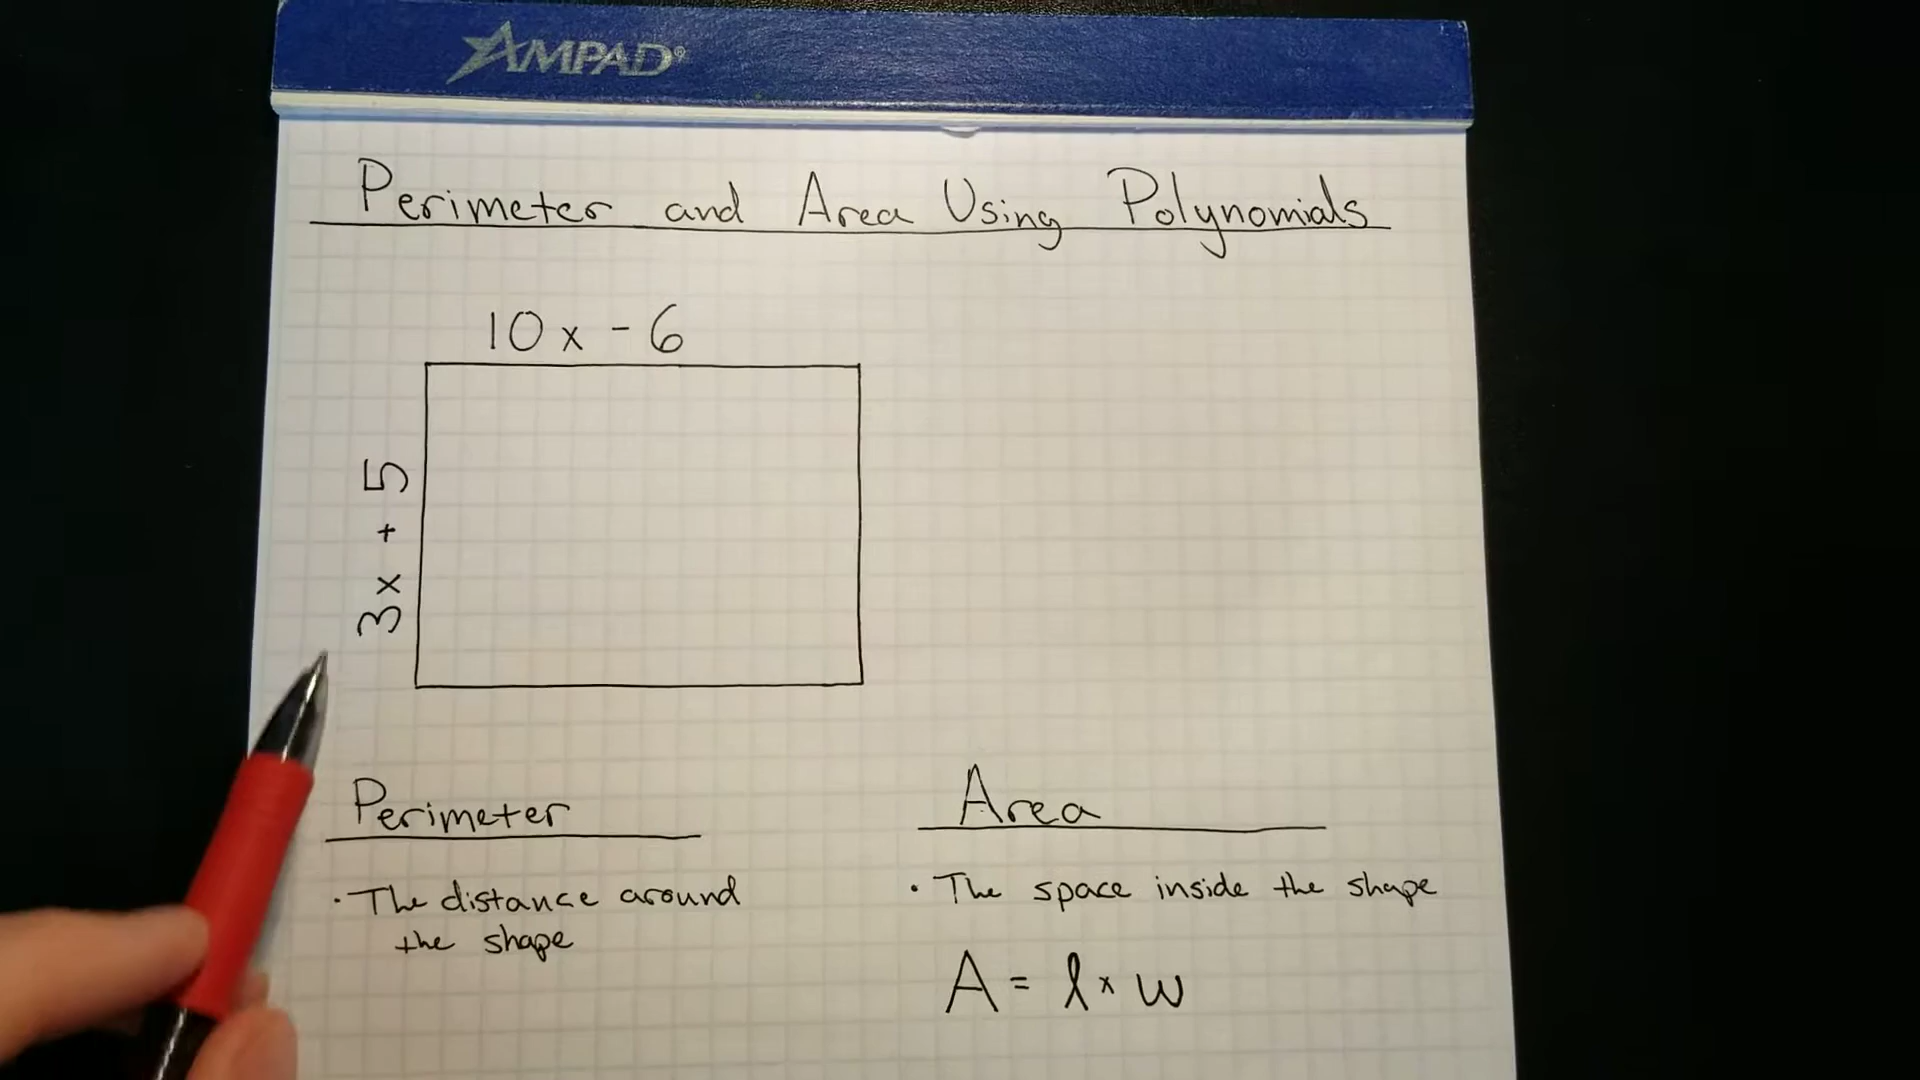 AMPAD®
Perimeter and Area Using Polynomials
10x - 6
3x + 5
Perimeter
• The distance around
the shape
Area
• The space inside the shape
A = l × w